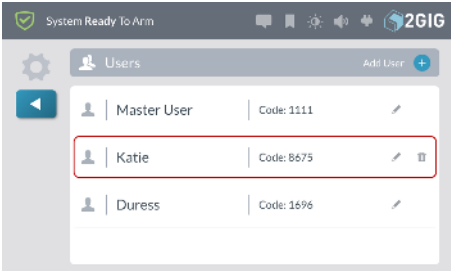 System Ready To Arm
2GIG
Users
Add User
Master User
Code: 1111
Katie
Code: 8675
Duress
Code: 1696